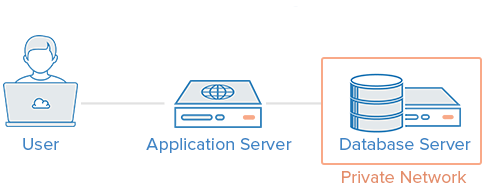 User
Application Server
Database Server
Private Network